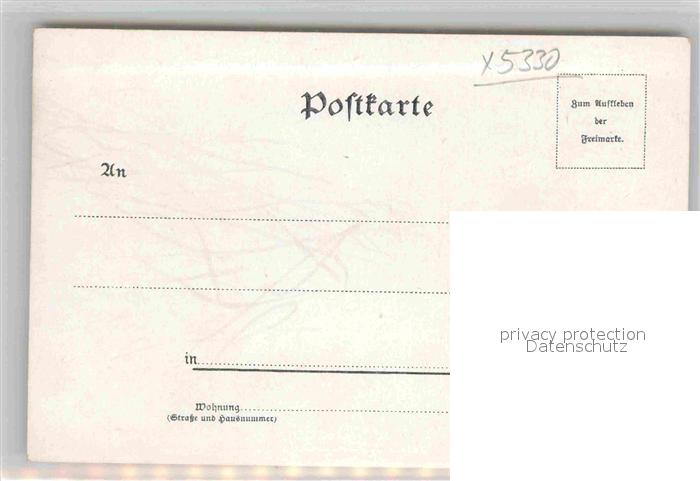 x5330
Poſtkarte
Zum Aufkleben
der
Freimarke.
An
privacy protection
Datenschutz
in
Wohnung
(Straße und Hausnummer)